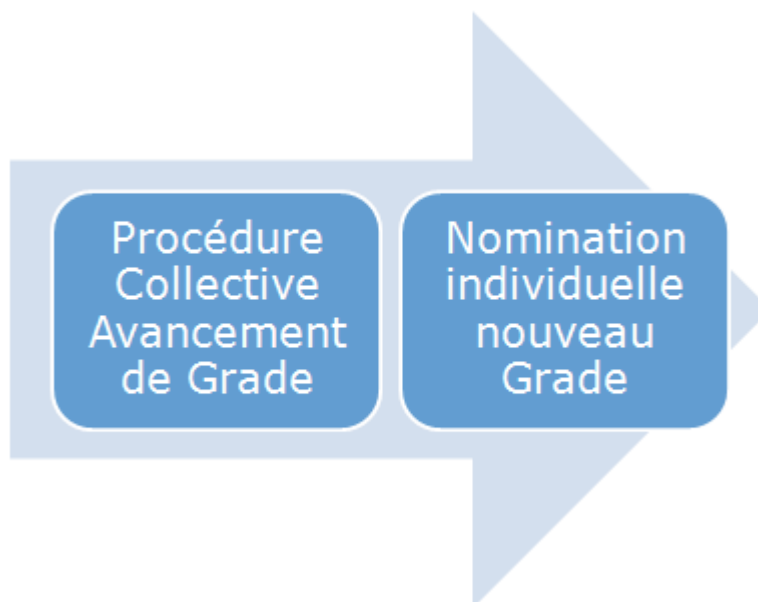 Procédure
Collective
Avancement
de Grade
Nomination
individuelle
nouveau
Grade